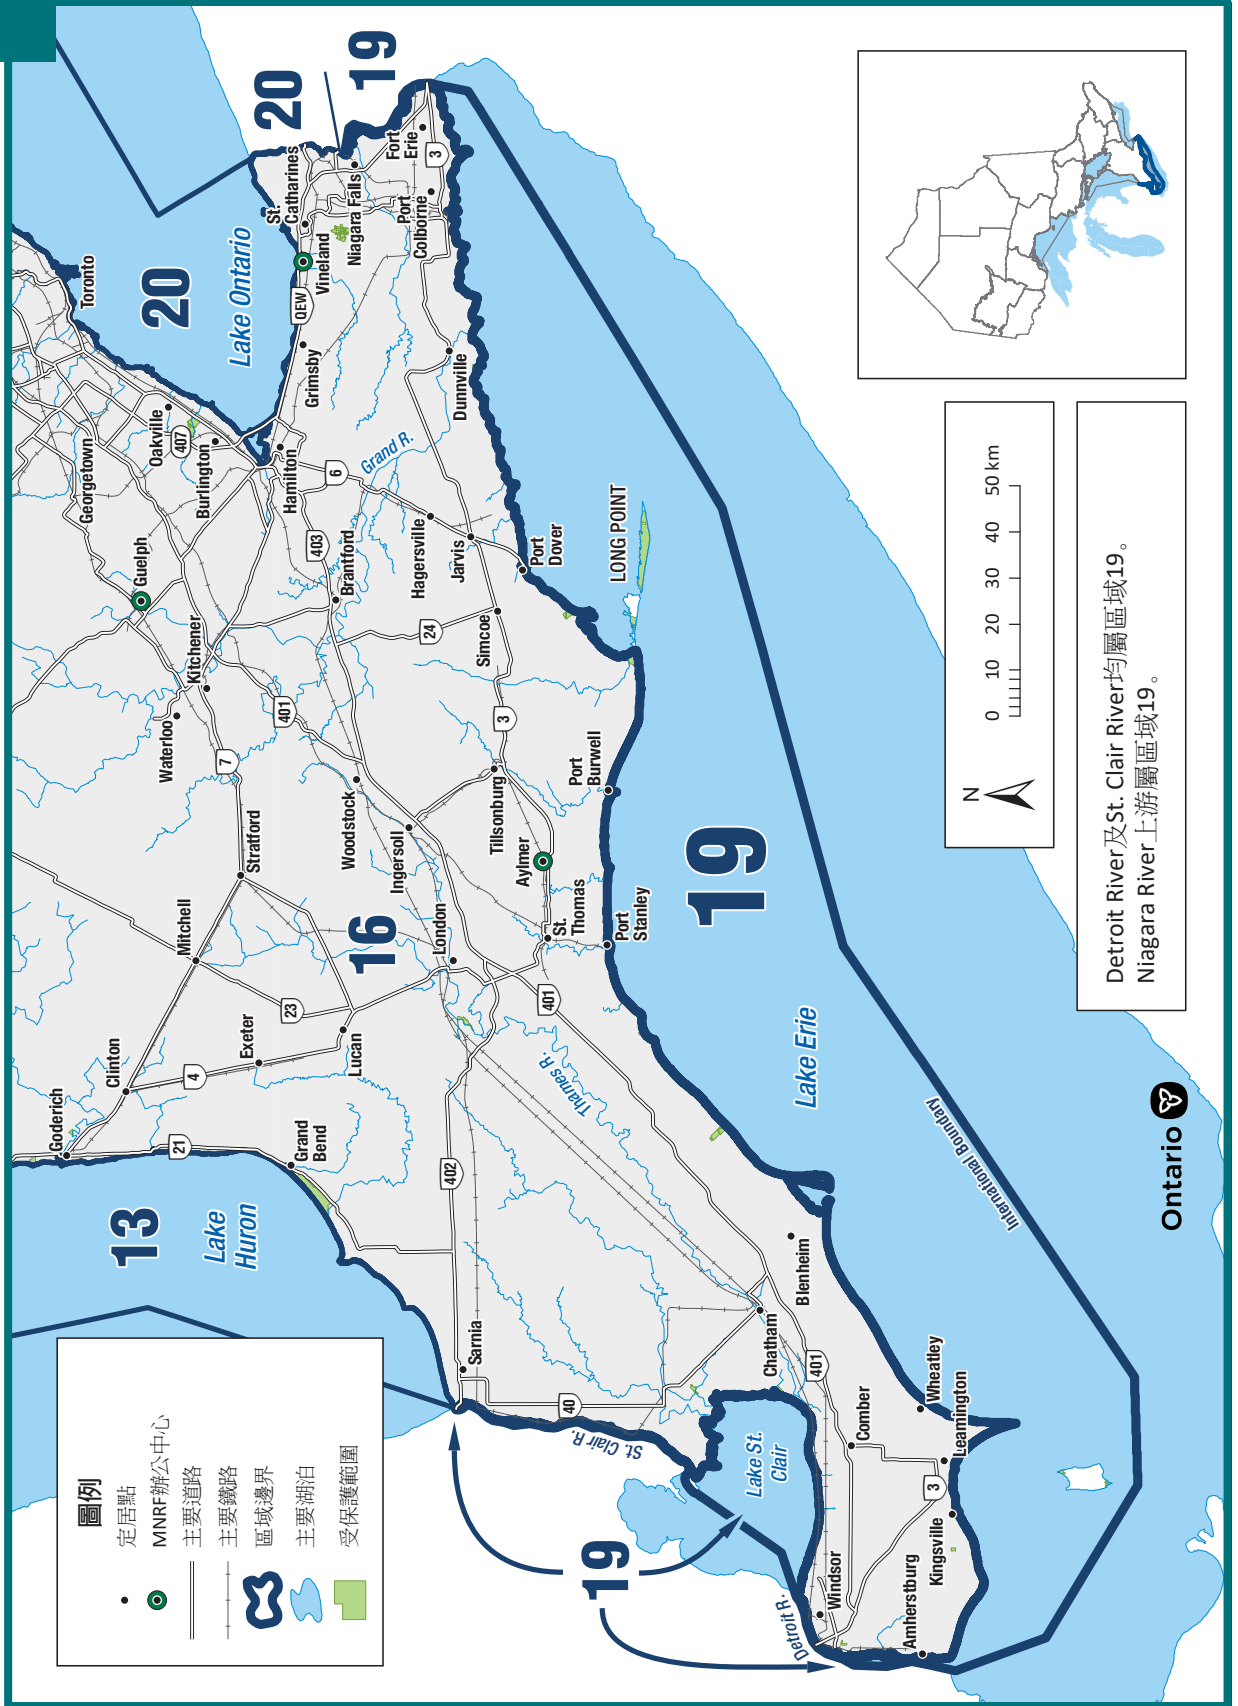 圖例
定居點
MNRF辦公中心
主要道路
主要鐵路
區域邊界
主要湖泊
受保護範圍
13
Lake
Huron
20
Lake Ontario
20
19
16
19
19
Lake Erie
Lake St.
Clair
St. Clair R.
Detroit R.
Thames R.
Grand R.
International Boundary
LONG POINT
Goderich
Clinton
Mitchell
Stratford
Exeter
Lucan
Grand
Bend
Sarnia
London
Waterloo
Kitchener
Guelph
Georgetown
Toronto
Oakville
Burlington
Hamilton
Grimsby
Vineland
St.
Catharines
Niagara Falls
Fort
Erie
Port
Colborne
Dunnville
Brantford
Hagersville
Jarvis
Port
Dover
Simcoe
Woodstock
Ingersoll
Tillsonburg
Aylmer
St.
Thomas
Port
Burwell
Port
Stanley
Blenheim
Chatham
Wheatley
Leamington
Comber
Kingsville
Windsor
Amherstburg
21
4
23
7
401
407
403
6
QEW
3
24
3
402
401
40
401
3
N
0 10 20 30 40 50 km
Detroit River及St. Clair River均屬區域19。
Niagara River上游屬區域19。
Ontario